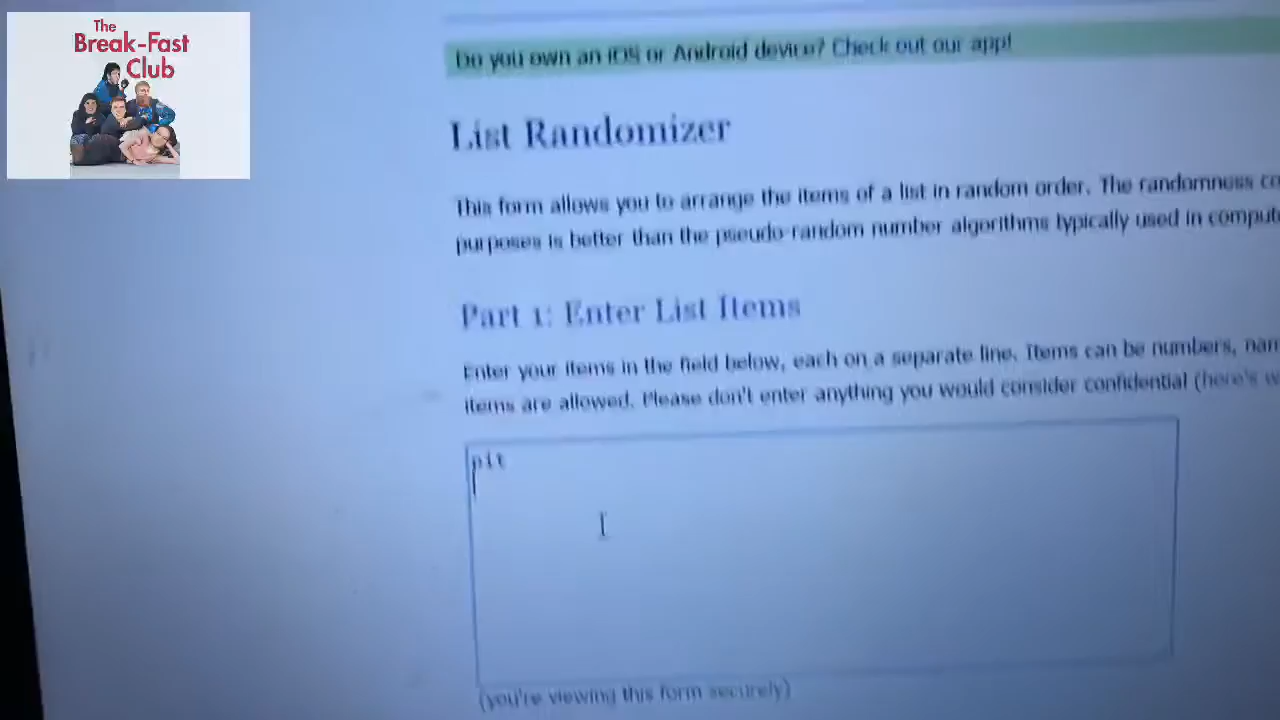 The
Break-Fast
Club
Do you own an iOS or Android device? Check out our app!
List Randomizer
This form allows you to arrange the items of a list in random order. The randomness co
purposes is better than the pseudo-random number algorithms typically used in compute
Part 1: Enter List Items
Enter your items in the field below, each on a separate line. Items can be numbers, nam
items are allowed. Please don't enter anything you would consider confidential (here's w
pit
(you're viewing this form securely)